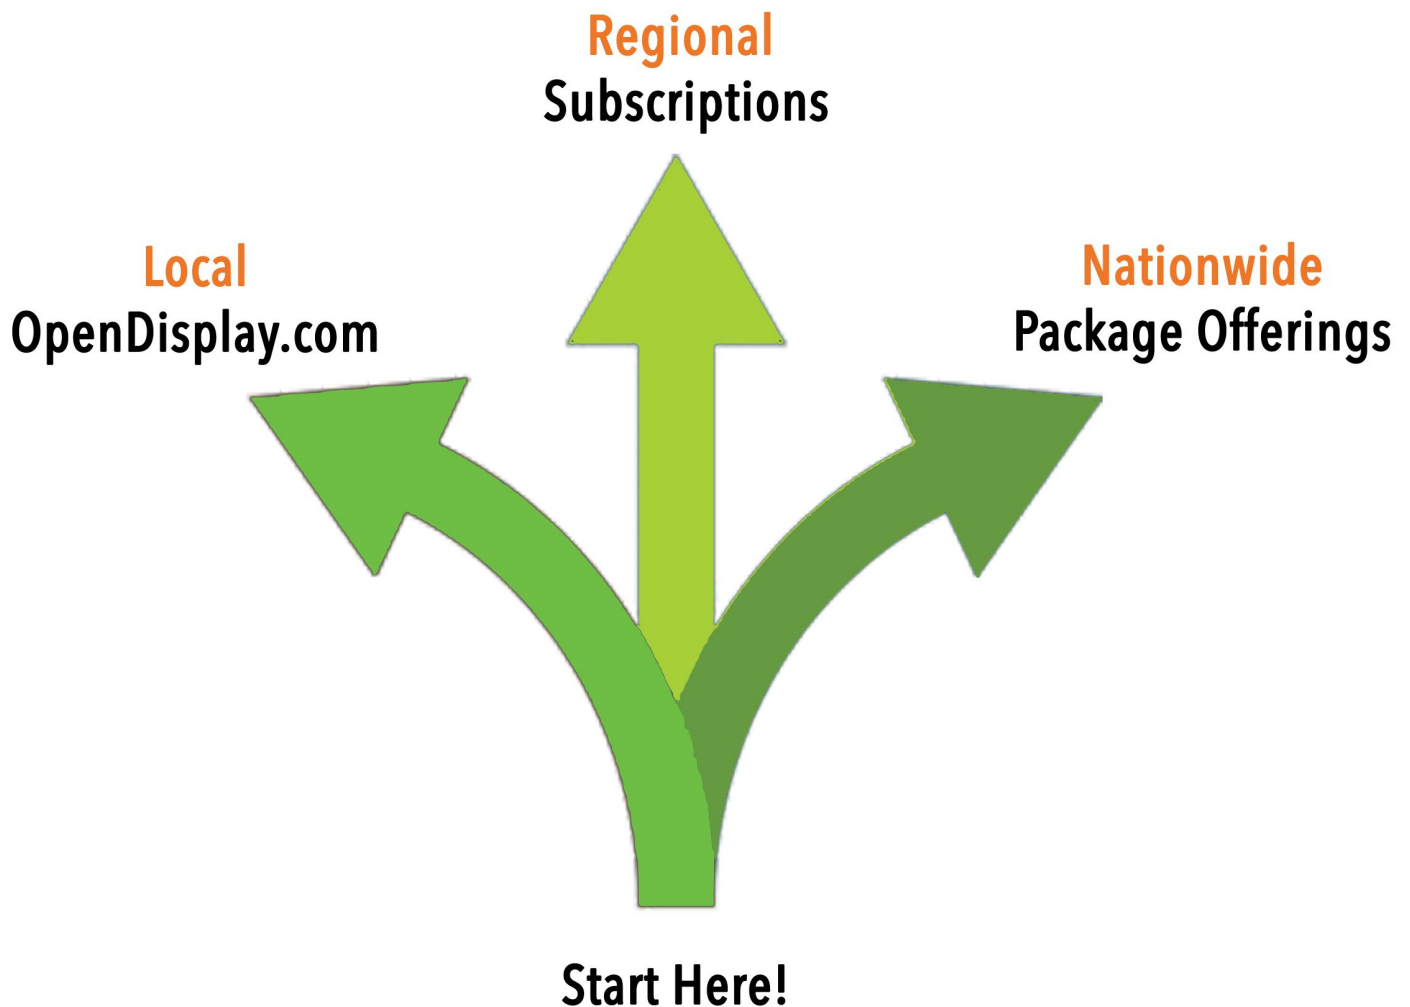 Regional
Subscriptions
Local
OpenDisplay.com
Nationwide
Package Offerings
Start Here!